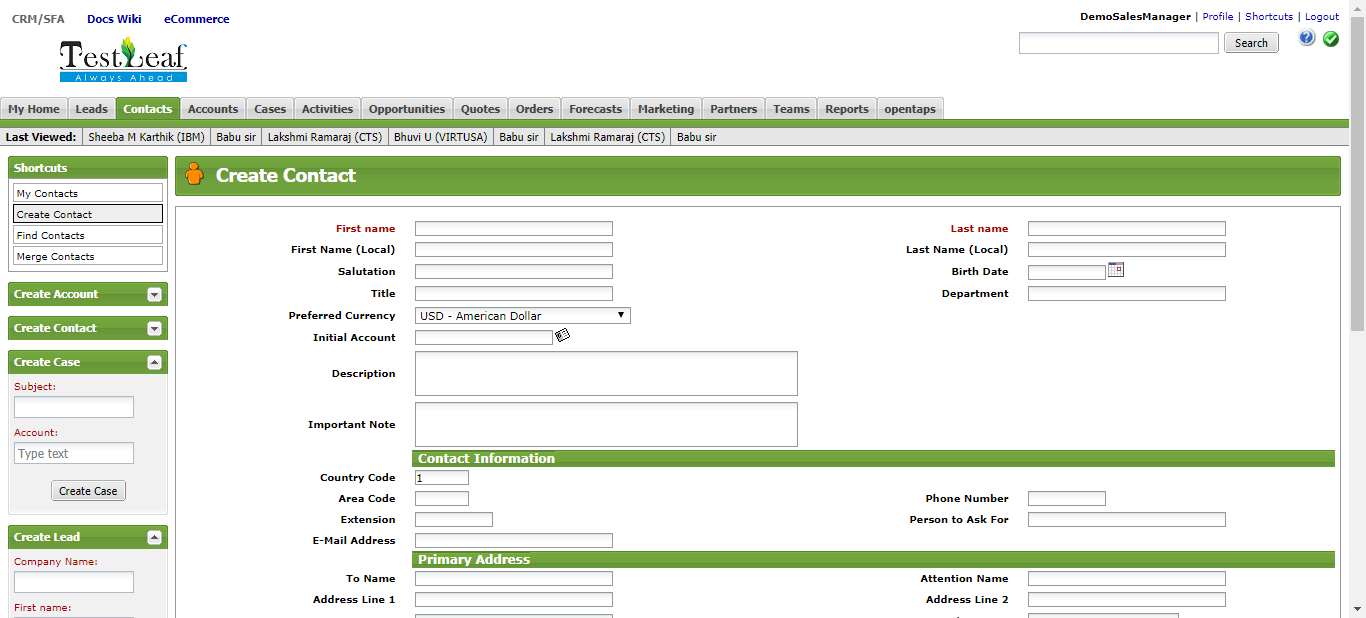 CRM/SFA Docs Wiki eCommerce
DemoSalesManager | Profile | Shortcuts | Logout
TestLeaf
Always Ahead
Search
My Home Leads Contacts Accounts Cases Activities Opportunities Quotes Orders Forecasts Marketing Partners Teams Reports opentaps
Last Viewed: Sheeba M Karthik (IBM) Babu sir Lakshmi Ramaraj (CTS) Bhuvi U (VIRTUSA) Babu sir Lakshmi Ramaraj (CTS) Babu sir
Shortcuts
My Contacts
Create Contact
Find Contacts
Merge Contacts
Create Account
Create Contact
Create Case
Subject:
Account:
Type text
Create Case
Create Lead
Company Name:
First name:
Create Contact
First name Last name
First Name (Local) Last Name (Local)
Salutation Birth Date
Title Department
Preferred Currency USD - American Dollar
Initial Account
Description
Important Note
Contact Information
Country Code 1
Area Code Phone Number
Extension Person to Ask For
E-Mail Address
Primary Address
To Name Attention Name
Address Line 1 Address Line 2